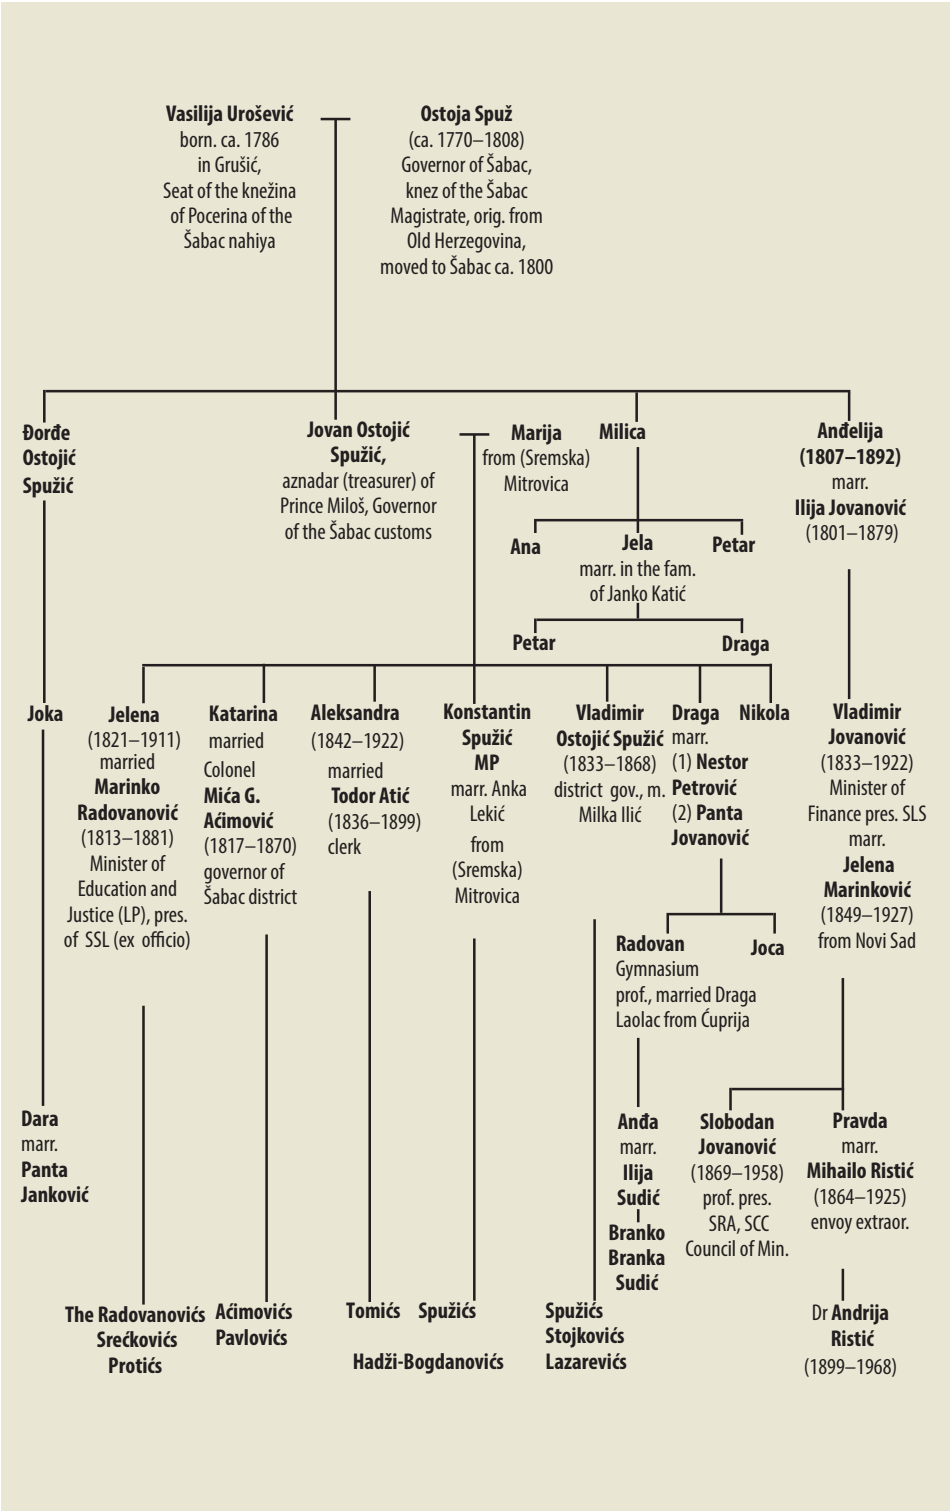 Vasilija Urošević
born. ca. 1786
in Grušić,
Seat of the knežina
of Pocerina of the
Šabac nahiya
Ostoja Spuž
(ca. 1770–1808)
Governor of Šabac,
knez of the Šabac
Magistrate, orig. from
Old Herzegovina,
moved to Šabac ca. 1800
Đorđe
Ostojić
Spužić
Jovan Ostojić
Spužić,
aznadar (treasurer) of
Prince Miloš, Governor
of the Šabac customs
Marija
from (Sremska)
Mitrovica
Milica
Anđelija
(1807–1892)
marr.
Ilija Jovanović
(1801–1879)
Ana
Jela
marr. in the fam.
of Janko Katić
Petar
Petar
Draga
Joka
Jelena
(1821–1911)
married
Marinko
Radovanović
(1813–1881)
Minister of
Education and
Justice (LP), pres.
of SSL (ex officio)
Katarina
married
Colonel
Mića G.
Aćimović
(1817–1870)
governor of
Šabac district
Aleksandra
(1842–1922)
married
Todor Atić
(1836–1899)
clerk
Konstantin
Spužić
MP
marr. Anka
Lekić
from
(Sremska)
Mitrovica
Vladimir
Ostojić Spužić
(1833–1868)
district gov., m.
Milka Ilić
Draga
marr.
(1) Nestor
Petrović
(2) Panta
Jovanović
Nikola
Vladimir
Jovanović
(1833–1922)
Minister of
Finance pres. SLS
marr.
Jelena
Marinković
(1849–1927)
from Novi Sad
Radovan
Gymnasium
prof., married Draga
Laolac from Ćuprija
Joca
Dara
marr.
Panta
Janković
Anđa
marr.
Ilija
Sudić
Branko
Branka
Sudić
Slobodan
Jovanović
(1869–1958)
prof. pres.
SRA, SCC
Council of Min.
Pravda
marr.
Mihailo Ristić
(1864–1925)
envoy extraor.
The Radovanovićs
Srećkovićs
Protićs
Aćimovićs
Pavlovićs
Tomićs
Spužićs
Hadži-Bogdanovićs
Spužićs
Stojkovićs
Lazarevićs
Dr Andrija
Ristić
(1899–1968)